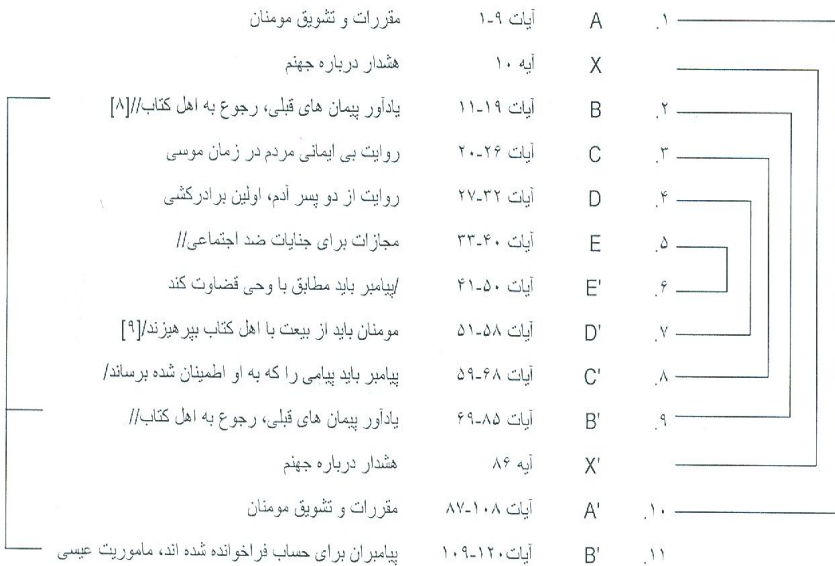 ۱. A آیات ۹-۱ مقررات و تشویق مومنان
X آیه ۱۰ هشدار درباره جهنم
۲. B آیات ۱۹-۱۱ یادآور پیمان های قبلی، رجوع به اهل کتاب//[۸]
۳. C آیات ۲۶-۲۰ روایت بی ایمانی مردم در زمان موسی
۴. D آیات ۳۲-۲۷ روایت از دو پسر آدم، اولین برادرکشی
۵. E آیات ۴۰-۳۳ مجازات برای جنایات ضد اجتماعی//
۶. E' آیات ۵۰-۴۱ /پیامبر باید مطابق با وحی قضاوت کند
۷. D' آیات ۵۸-۵۱ مومنان باید از بیعت با اهل کتاب بپرهیزند/[۹]
۸. C' آیات ۶۸-۵۹ پیامبر باید پیامی را که به او اطمینان شده برساند/
۹. B' آیات ۸۵-۶۹ یادآور پیمان های قبلی، رجوع به اهل کتاب//
X' آیه ۸۶ هشدار درباره جهنم
۱۰. A' آیات ۱۰۸-۸۷ مقررات و تشویق مومنان
۱۱. B' آیات۱۲۰-۱۰۹ پیامبران برای حساب فراخوانده شده اند، ماموریت عیسی